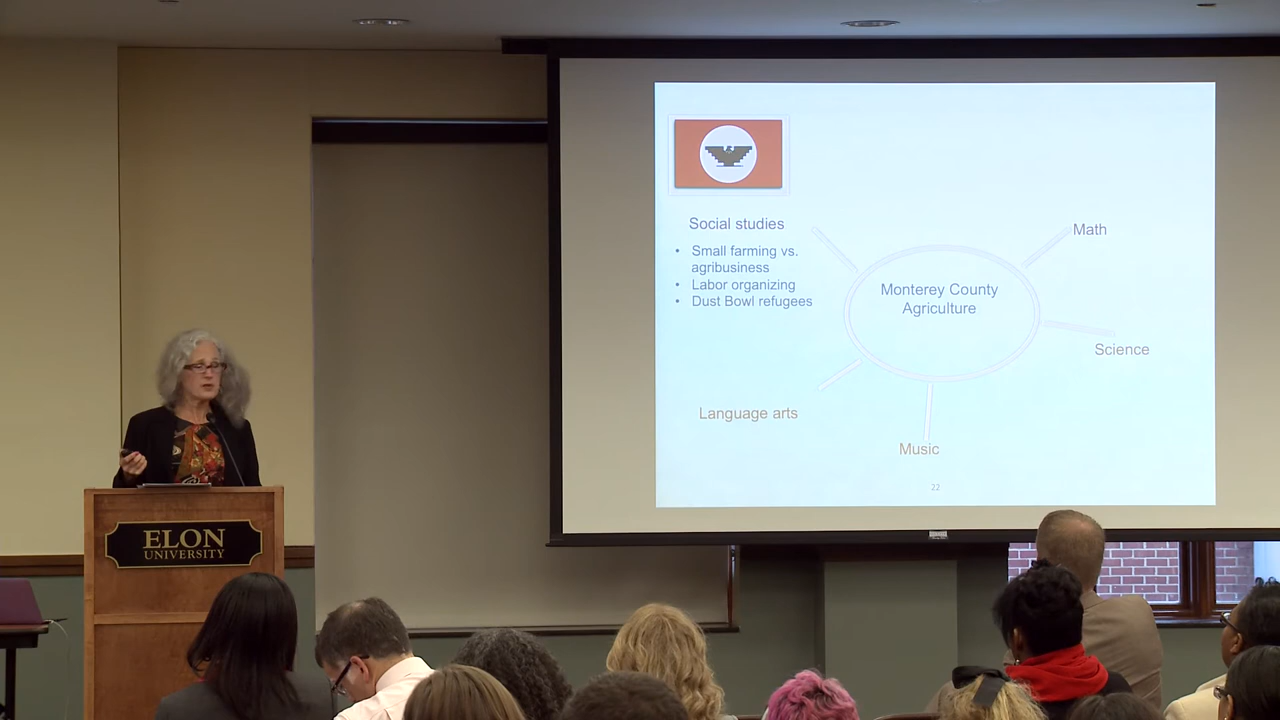 Social studies
• Small farming vs.
agribusiness
• Labor organizing
• Dust Bowl refugees
Math
Monterey County
Agriculture
Science
Language arts
Music
22
ELON
UNIVERSITY